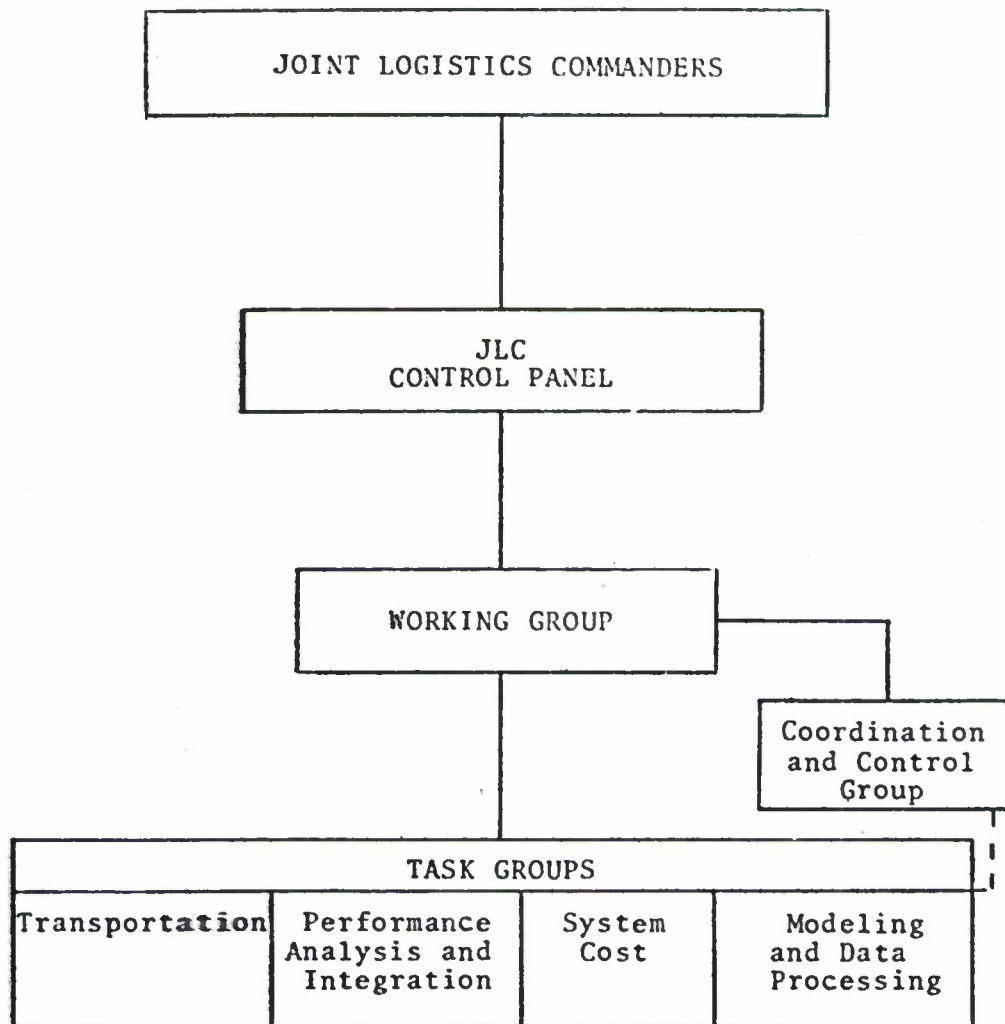 JOINT LOGISTICS COMMANDERS
JLC
CONTROL PANEL
WORKING GROUP
Coordination
and Control
Group
TASK GROUPS
Transportation
Performance
Analysis and
Integration
System
Cost
Modeling
and Data
Processing